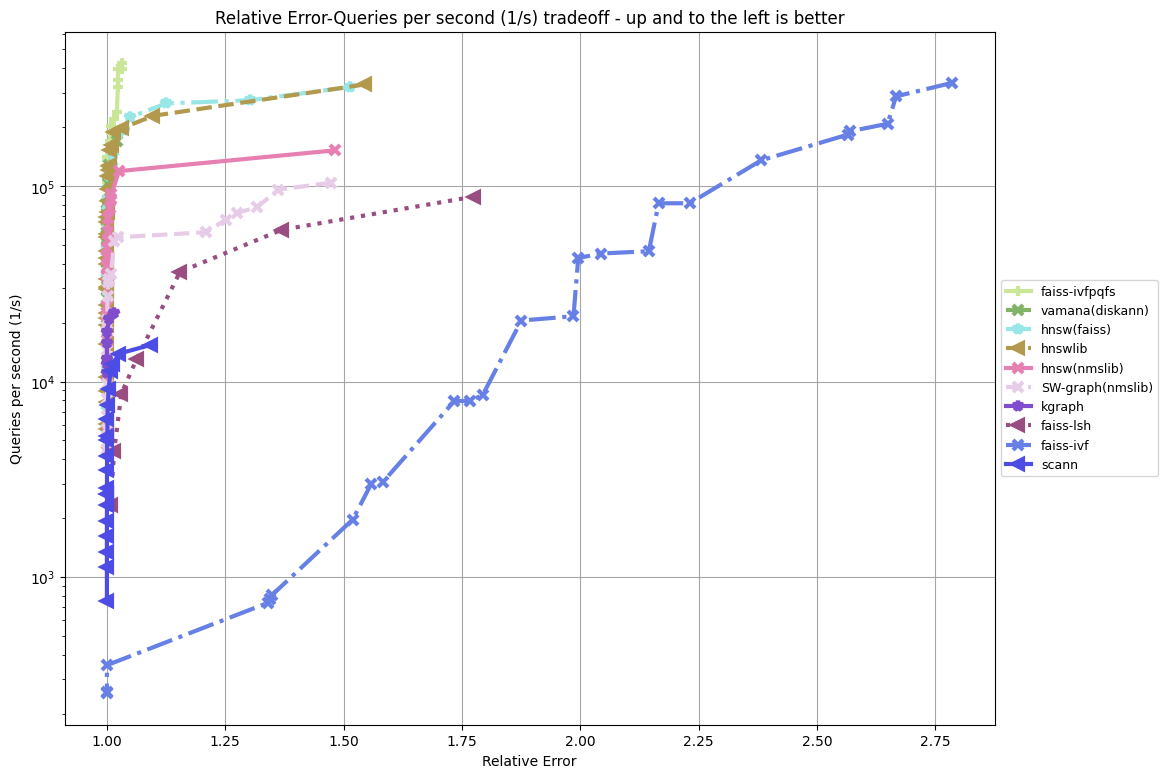 Relative Error-Queries per second (1/s) tradeoff - up and to the left is better
Queries per second (1/s)
10^5
10^4
10^3
1.00 1.25 1.50 1.75 2.00 2.25 2.50 2.75
Relative Error
faiss-ivfpqfs
vamana(diskann)
hnsw(faiss)
hnswlib
hnsw(nmslib)
SW-graph(nmslib)
kgraph
faiss-lsh
faiss-ivf
scann